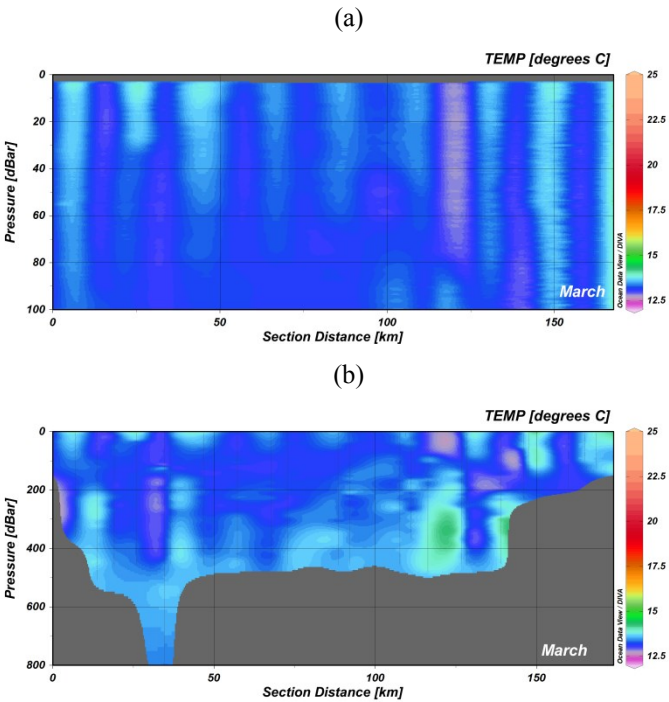 (a)
TEMP [degrees C]
0
20
40
60
80
100
Pressure [dBar]
0
50
100
150
Section Distance [km]
March
25
22.5
20
17.5
15
12.5
Ocean Data View / DIVA
(b)
TEMP [degrees C]
0
200
400
600
800
Pressure [dBar]
0
50
100
150
Section Distance [km]
March
25
22.5
20
17.5
15
12.5
Ocean Data View / DIVA